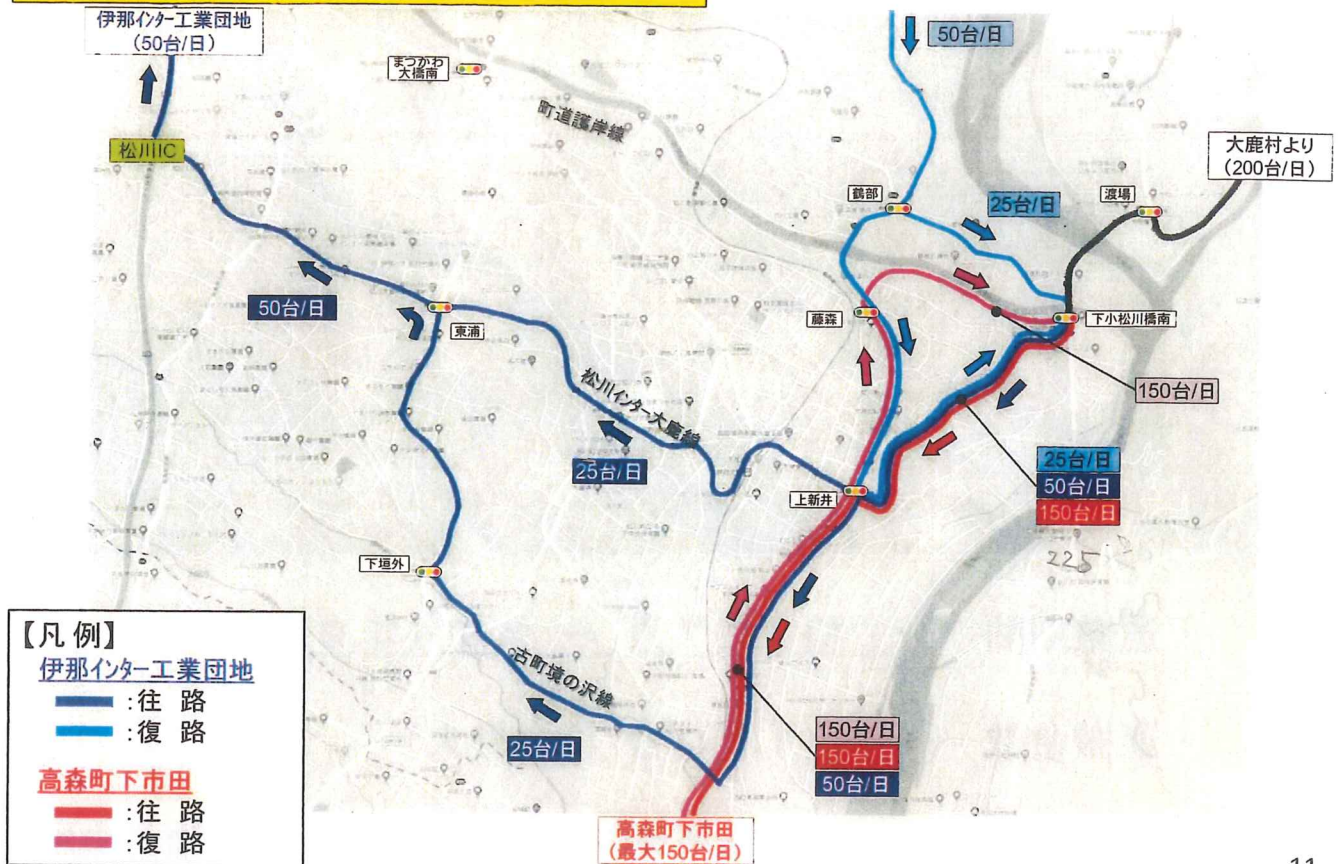 伊那インター工業団地
(50台/日)
50台/日
まつかわ
大橋南
町道護岸線
松川IC
大鹿村より
(200台/日)
鶴部
25台/日
渡場
50台/日
東浦
藤森
下小松川橋南
松川インター大鹿線
150台/日
25台/日
25台/日
50台/日
150台/日
上新井
225
下垣外
【凡 例】
伊那インター工業団地
:往 路
:復 路
高森町下市田
:往 路
:復 路
古町境の沢線
25台/日
150台/日
150台/日
50台/日
高森町下市田
(最大150台/日)
11